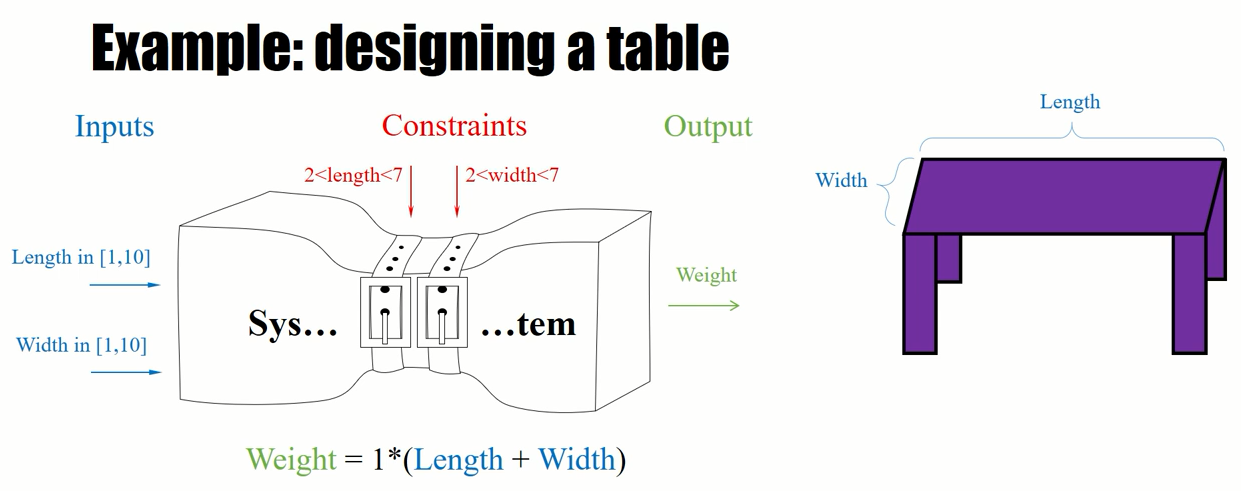 Example: designing a table
Inputs
Constraints
Output
Length
2<length<7
2<width<7
Width
Length in [1,10]
Weight
Sys...
...tem
Width in [1,10]
Weight = 1*(Length + Width)